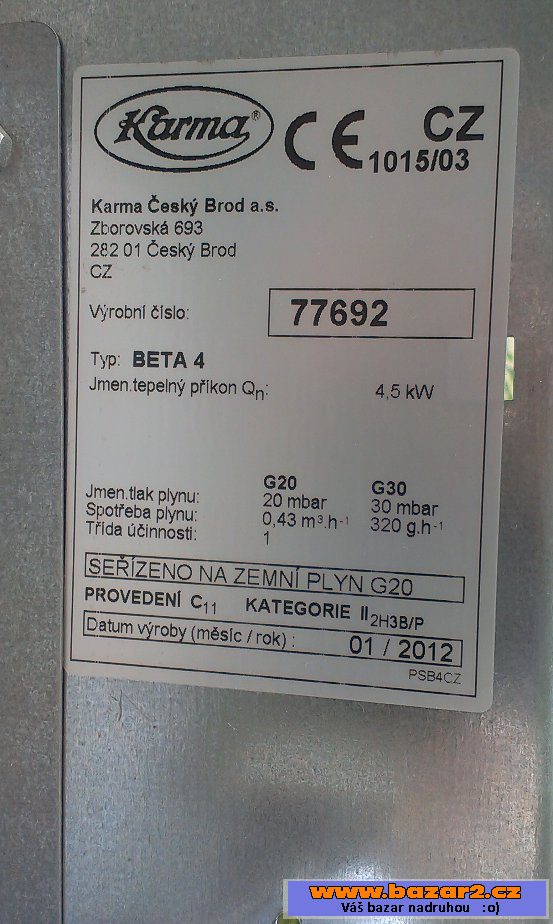 Karma®
CE
CZ
1015/03
Karma Český Brod a.s.
Zborovská 693
282 01 Český Brod
CZ
Výrobní číslo: 77692
Typ: BETA 4
Jmen.tepelný příkon Qn: 4,5 kW
G20 G30
Jmen.tlak plynu: 20 mbar 30 mbar
Spotřeba plynu: 0,43 m³.h⁻¹ 320 g.h⁻¹
Třída účinnosti: 1
SEŘÍZENO NA ZEMNÍ PLYN G20
PROVEDENÍ C11 KATEGORIE II2H3B/P
Datum výroby (měsíc / rok) : 01 / 2012
PSB4CZ
www.bazar2.cz
Váš bazar nadruhou :o)